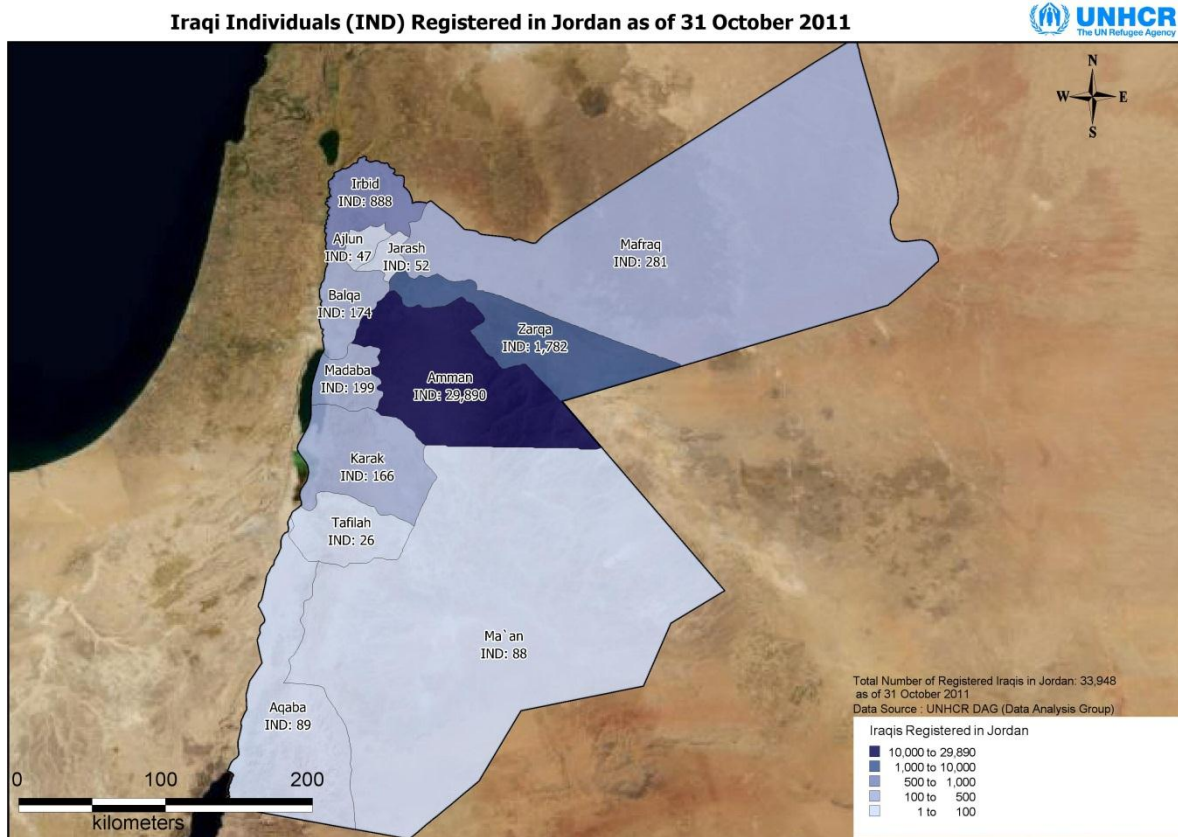 Iraqi Individuals (IND) Registered in Jordan as of 31 October 2011
UNHCR
The UN Refugee Agency
N
W E
S
Irbid
IND: 888
Ajlun
IND: 47
Jarash
IND: 52
Mafraq
IND: 281
Balqa
IND: 174
Zarqa
IND: 1,782
Madaba
IND: 199
Amman
IND: 29,890
Karak
IND: 166
Tafilah
IND: 26
Ma`an
IND: 88
Aqaba
IND: 89
0 100 200
kilometers
Total Number of Registered Iraqis in Jordan: 33,948
as of 31 October 2011
Data Source : UNHCR DAG (Data Analysis Group)
Iraqis Registered in Jordan
10,000 to 29,890
1,000 to 10,000
500 to 1,000
100 to 500
1 to 100